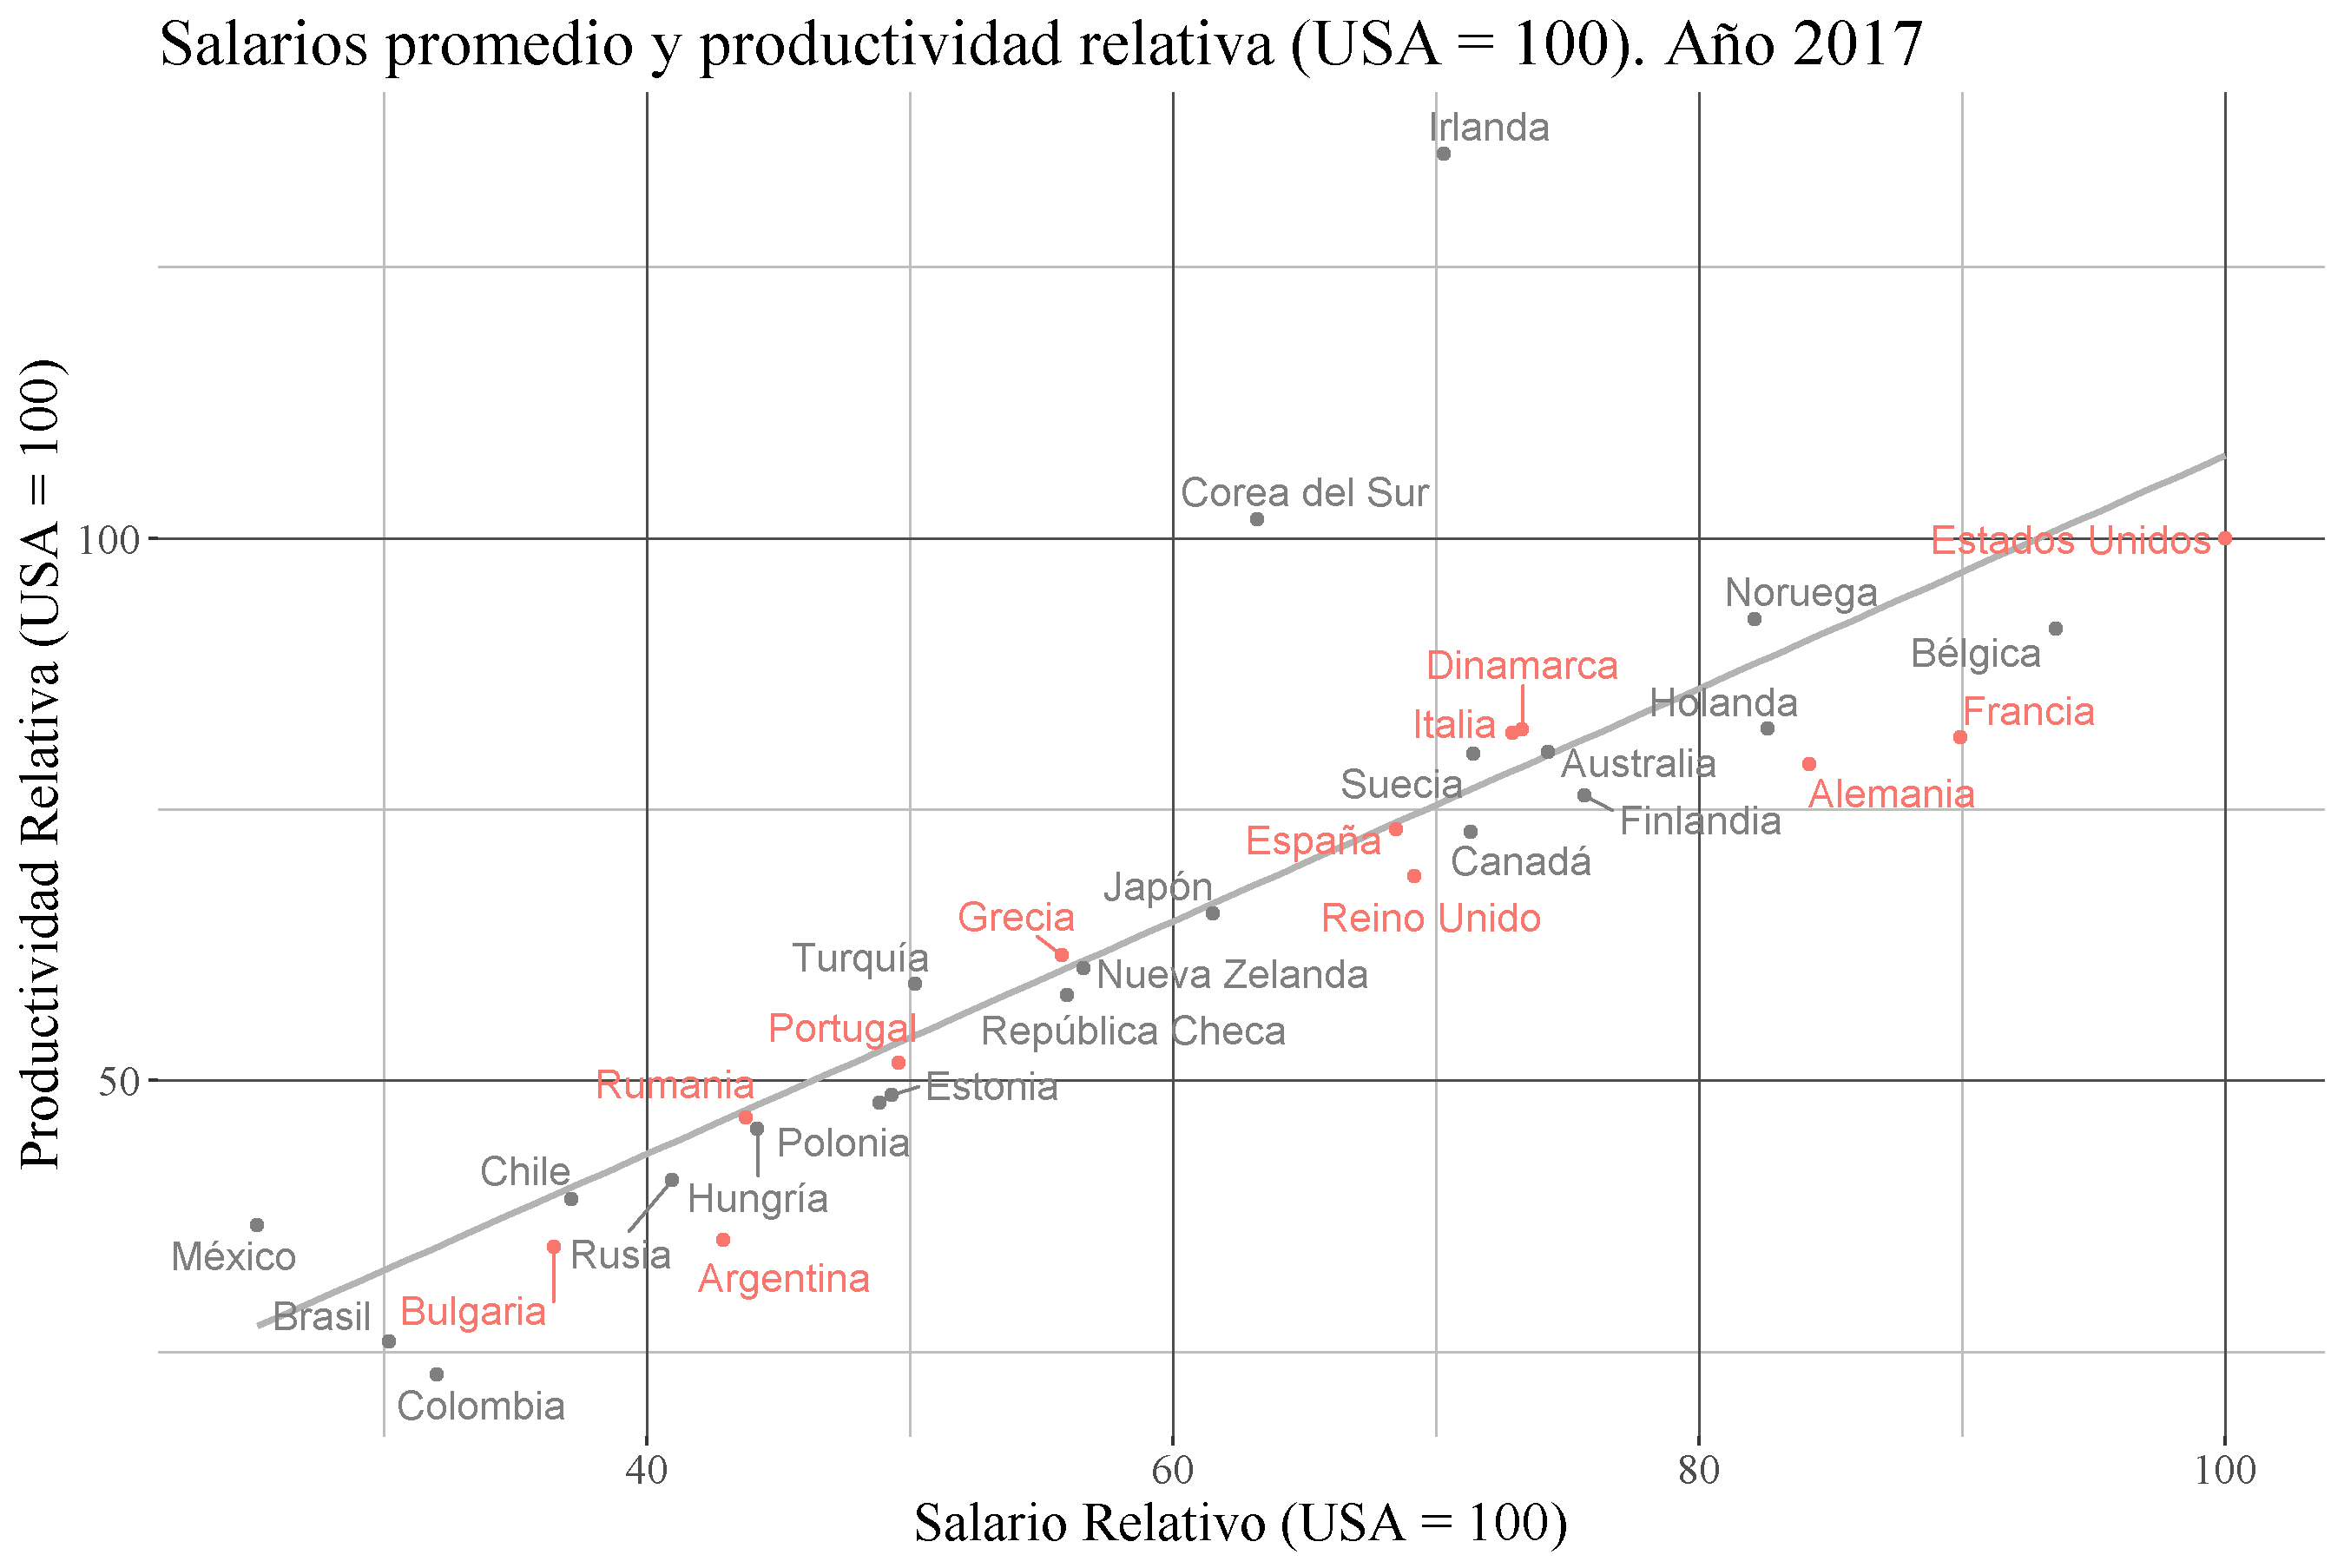 Salarios promedio y productividad relativa (USA = 100). Año 2017
Productividad Relativa (USA = 100)
Irlanda
Corea del Sur
100
Estados Unidos
Noruega
Bélgica
Dinamarca
Holanda
Francia
Italia
Australia
Suecia
Alemania
Finlandia
España
Canadá
Japón
Grecia
Reino Unido
Turquía
Nueva Zelanda
Portugal
República Checa
50
Rumania
Estonia
Polonia
Chile
Hungría
México
Rusia
Argentina
Brasil
Bulgaria
Colombia
40 60 80 100
Salario Relativo (USA = 100)